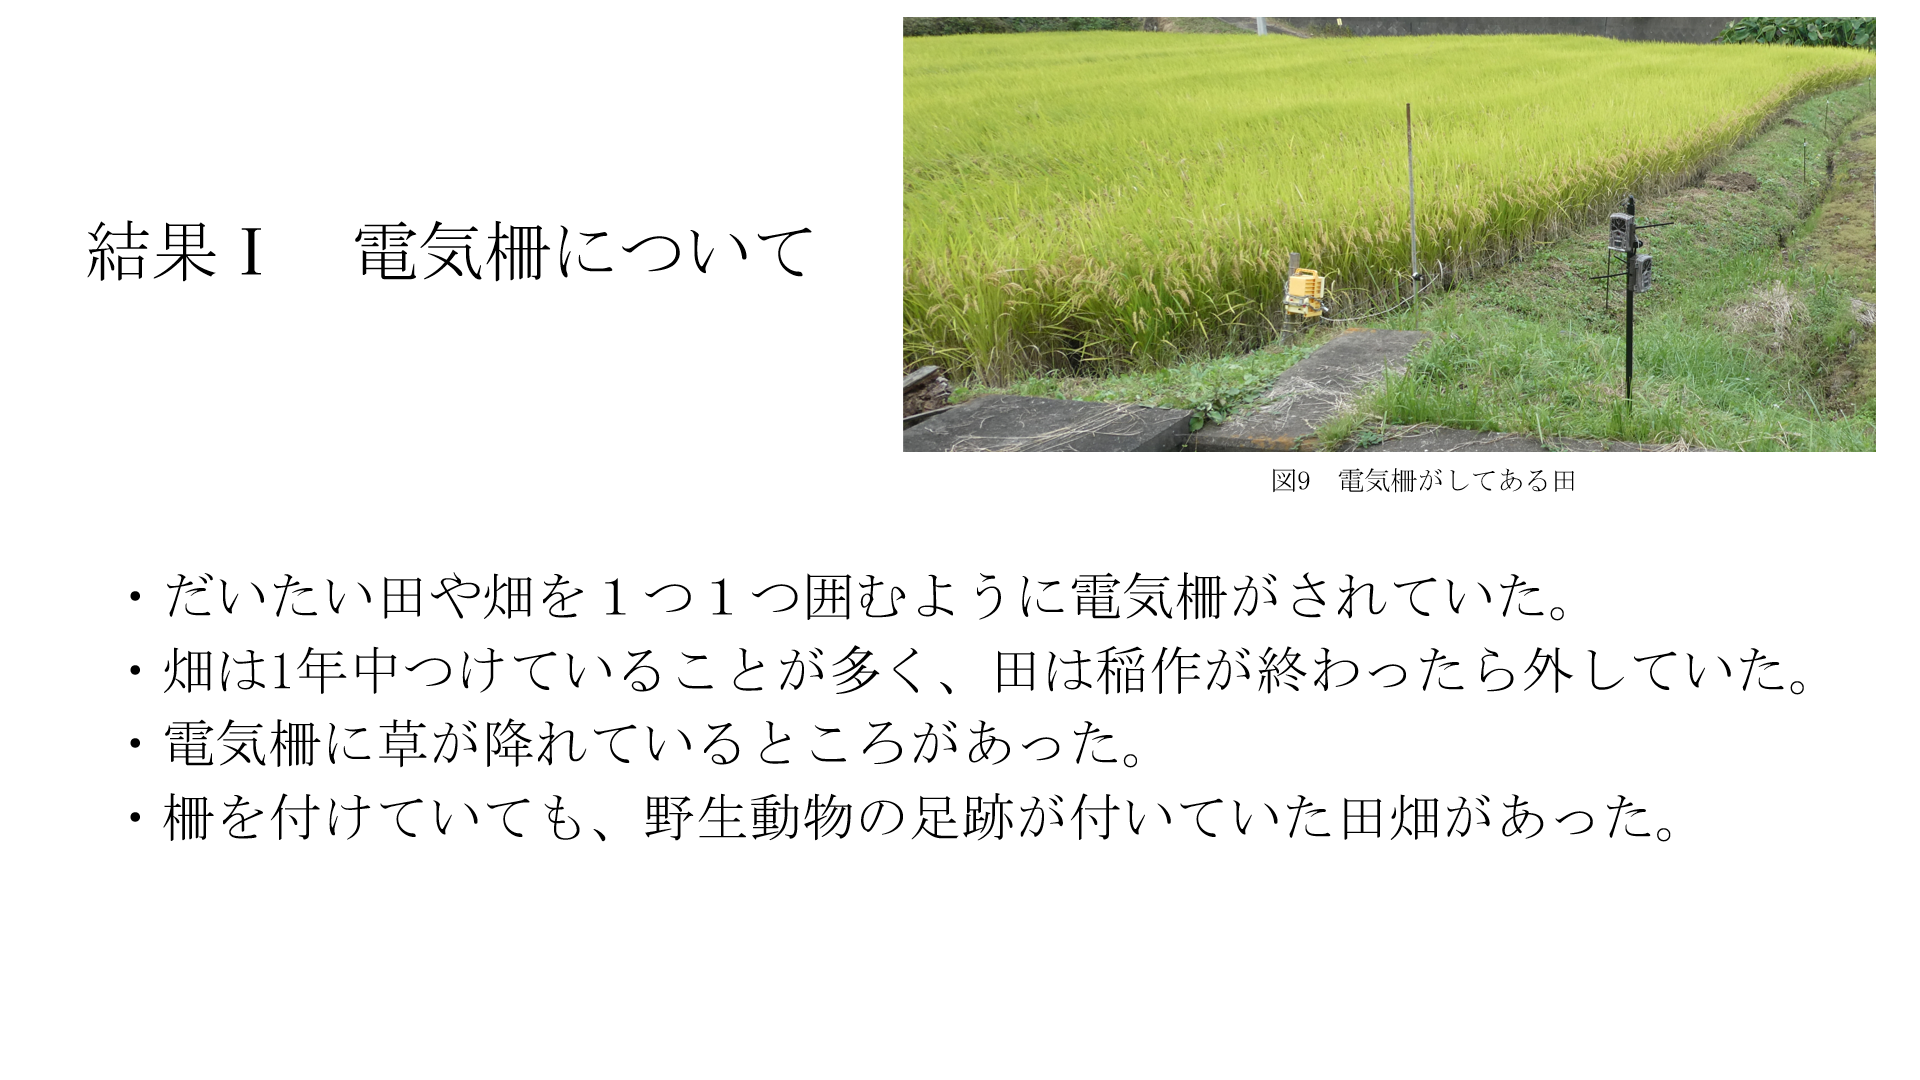 結果Ⅰ　電気柵について
図9　電気柵がしてある田
・だいたい田や畑を１つ１つ囲むように電気柵がされていた。
・畑は1年中つけていることが多く、田は稲作が終わったら外していた。
・電気柵に草が降れているところがあった。
・柵を付けていても、野生動物の足跡が付いていた田畑があった。